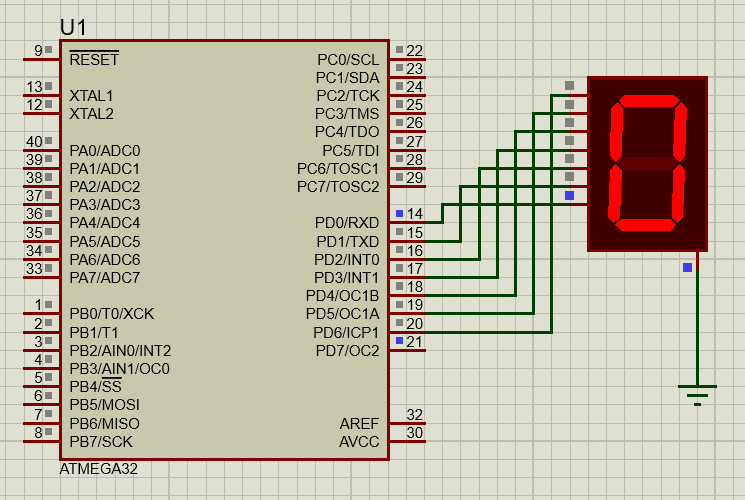 U1
9 RESET PC0/SCL 22
PC1/SDA 23
13 XTAL1 PC2/TCK 24
12 XTAL2 PC3/TMS 25
PC4/TDO 26
40 PA0/ADC0 PC5/TDI 27
39 PA1/ADC1 PC6/TOSC1 28
38 PA2/ADC2 PC7/TOSC2 29
37 PA3/ADC3
36 PA4/ADC4 PD0/RXD 14
35 PA5/ADC5 PD1/TXD 15
34 PA6/ADC6 PD2/INT0 16
33 PA7/ADC7 PD3/INT1 17
PD4/OC1B 18
1 PB0/T0/XCK PD5/OC1A 19
2 PB1/T1 PD6/ICP1 20
3 PB2/AIN0/INT2 PD7/OC2 21
4 PB3/AIN1/OC0
5 PB4/SS
6 PB5/MOSI
7 PB6/MISO AREF 32
8 PB7/SCK AVCC 30
ATMEGA32
0